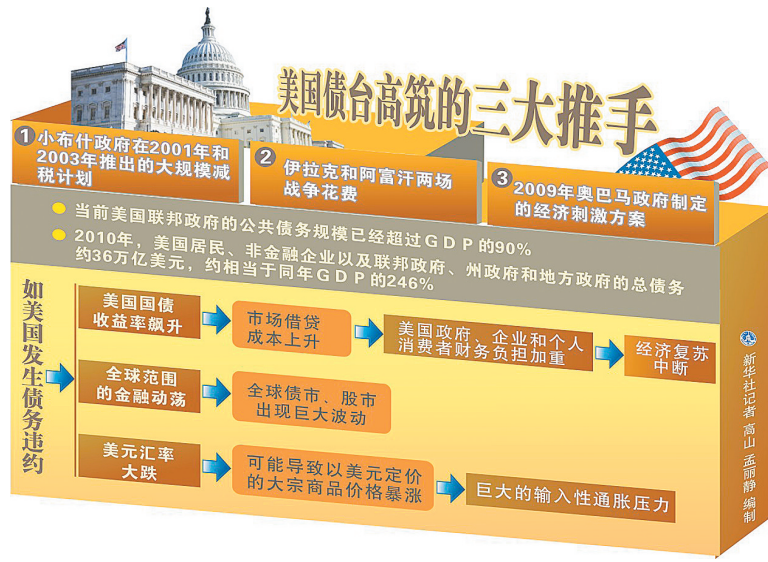 美国债台高筑的三大推手
1 小布什政府在2001年和
2003年推出的大规模减
税计划
2 伊拉克和阿富汗两场
战争花费
3 2009年奥巴马政府制定
的经济刺激方案
● 当前美国联邦政府的公共债务规模已经超过GDP的90%
● 2010年，美国居民、非金融企业以及联邦政府、州政府和地方政府的总债务
约36万亿美元，约相当于同年GDP的246%
如美国发生债务违约
美国国债
收益率飙升
市场借贷
成本上升
美国政府、企业和个人
消费者财务负担加重
经济复苏
中断
全球范围
的金融动荡
全球债市、股市
出现巨大波动
美元汇率
大跌
可能导致以美元定价
的大宗商品价格暴涨
巨大的输入性通胀压力
新华社记者 高山 孟丽静 编制